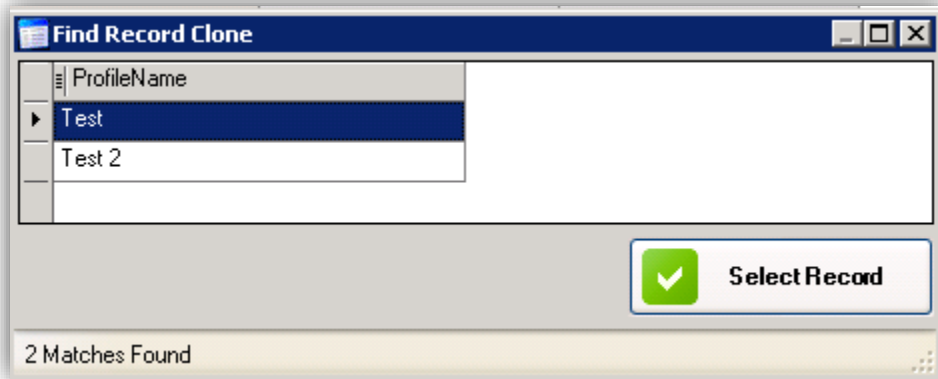 Find Record Clone
ProfileName
Test
Test 2
Select Record
2 Matches Found